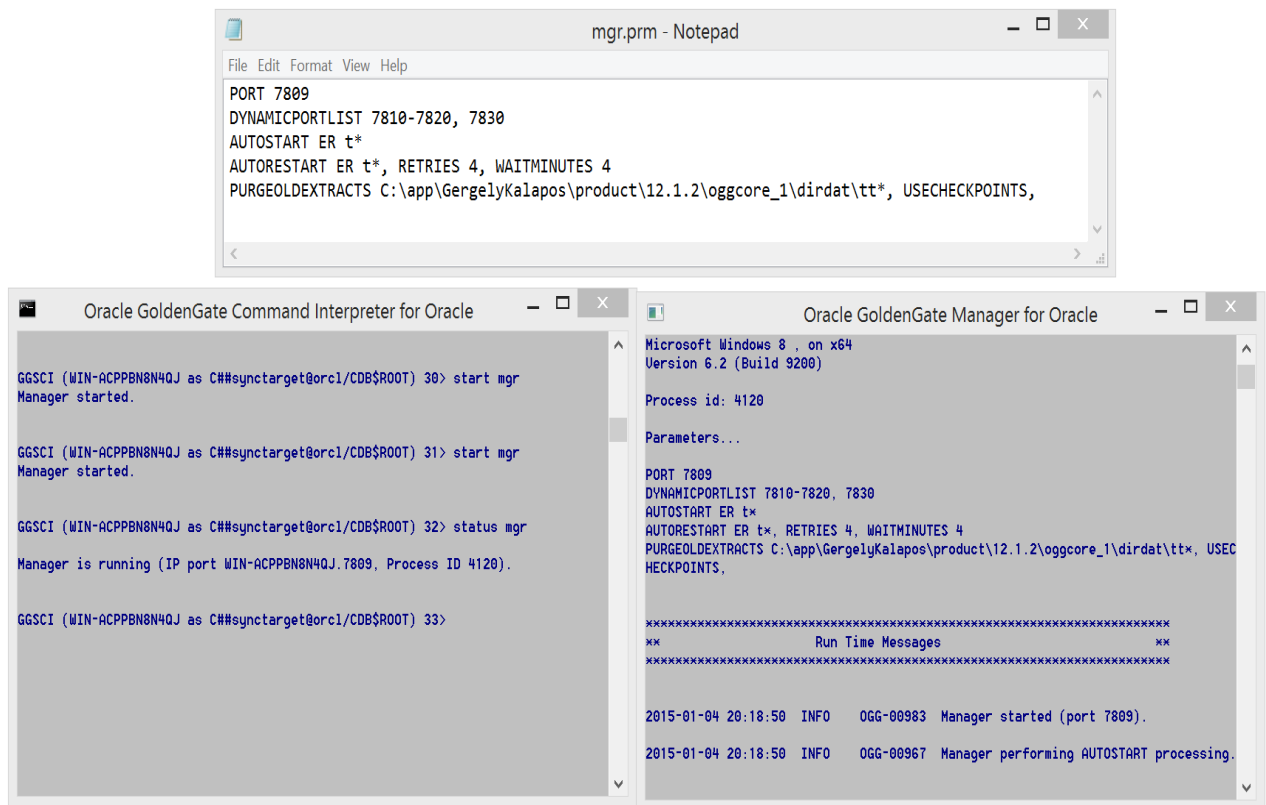 mgr.prm - Notepad
File Edit Format View Help
PORT 7809
DYNAMICPORTLIST 7810-7820, 7830
AUTOSTART ER t*
AUTORESTART ER t*, RETRIES 4, WAITMINUTES 4
PURGEOLDEXTRACTS C:\app\GergelyKalapos\product\12.1.2\oggcore_1\dirdat\tt*, USECHECKPOINTS,
Oracle GoldenGate Command Interpreter for Oracle
GGSCI (WIN-ACPPBN8N4QJ as C##synctarget@orcl/CDB$ROOT) 30> start mgr
Manager started.
GGSCI (WIN-ACPPBN8N4QJ as C##synctarget@orcl/CDB$ROOT) 31> start mgr
Manager started.
GGSCI (WIN-ACPPBN8N4QJ as C##synctarget@orcl/CDB$ROOT) 32> status mgr
Manager is running (IP port WIN-ACPPBN8N4QJ.7809, Process ID 4120).
GGSCI (WIN-ACPPBN8N4QJ as C##synctarget@orcl/CDB$ROOT) 33>
Oracle GoldenGate Manager for Oracle
Microsoft Windows 8 , on x64
Version 6.2 (Build 9200)
Process id: 4120
Parameters...
PORT 7809
DYNAMICPORTLIST 7810-7820, 7830
AUTOSTART ER t*
AUTORESTART ER t*, RETRIES 4, WAITMINUTES 4
PURGEOLDEXTRACTS C:\app\GergelyKalapos\product\12.1.2\oggcore_1\dirdat\tt*, USEC
HECKPOINTS,
***********************************************************************
** Run Time Messages **
***********************************************************************
2015-01-04 20:18:50 INFO OGG-00983 Manager started (port 7809).
2015-01-04 20:18:50 INFO OGG-00967 Manager performing AUTOSTART processing.